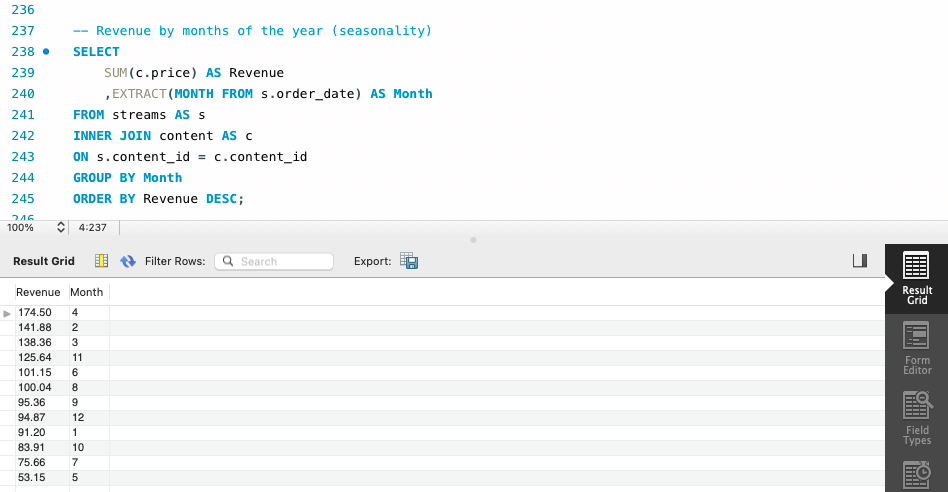 236
237 -- Revenue by months of the year (seasonality)
238 SELECT
239 SUM(c.price) AS Revenue
240 ,EXTRACT(MONTH FROM s.order_date) AS Month
241 FROM streams AS s
242 INNER JOIN content AS c
243 ON s.content_id = c.content_id
244 GROUP BY Month
245 ORDER BY Revenue DESC;
246
100% 4:237
Result Grid Filter Rows: Search Export:
Revenue Month
174.50 4
141.88 2
138.36 3
125.64 11
101.15 6
100.04 8
95.36 9
94.87 12
91.20 1
83.91 10
75.66 7
53.15 5
Result
Grid
Form
Editor
Field
Types